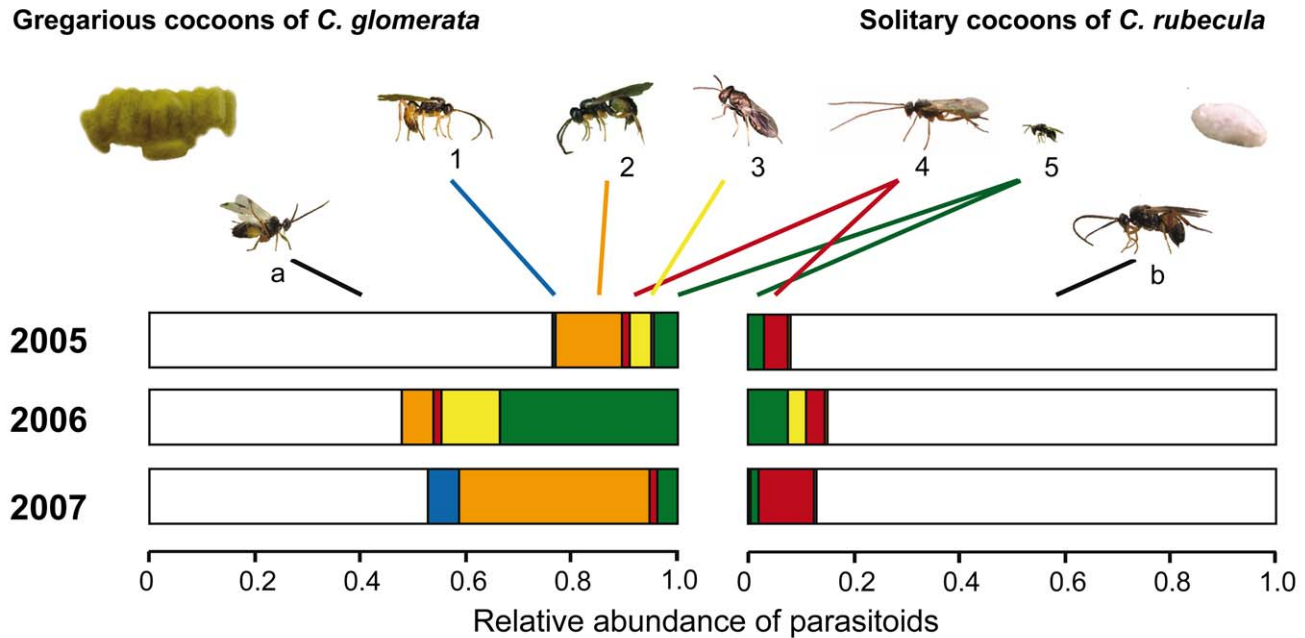 Gregarious cocoons of C. glomerata
Solitary cocoons of C. rubecula
1
2
3
4
5
a
b
2005
2006
2007
0 0.2 0.4 0.6 0.8 1.0
0 0.2 0.4 0.6 0.8 1.0
Relative abundance of parasitoids